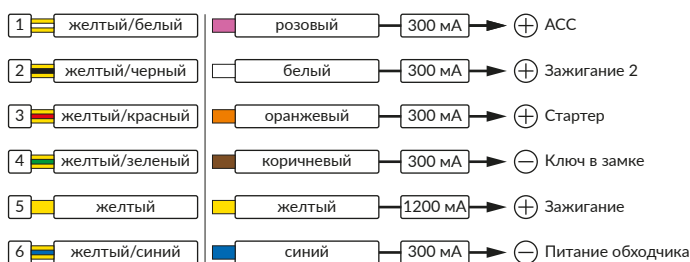 1 желтый/белый розовый 300 мА + ACC
2 желтый/черный белый 300 мА + Зажигание 2
3 желтый/красный оранжевый 300 мА + Стартер
4 желтый/зеленый коричневый 300 мА − Ключ в замке
5 желтый желтый 1200 мА + Зажигание
6 желтый/синий синий 300 мА − Питание обходчика